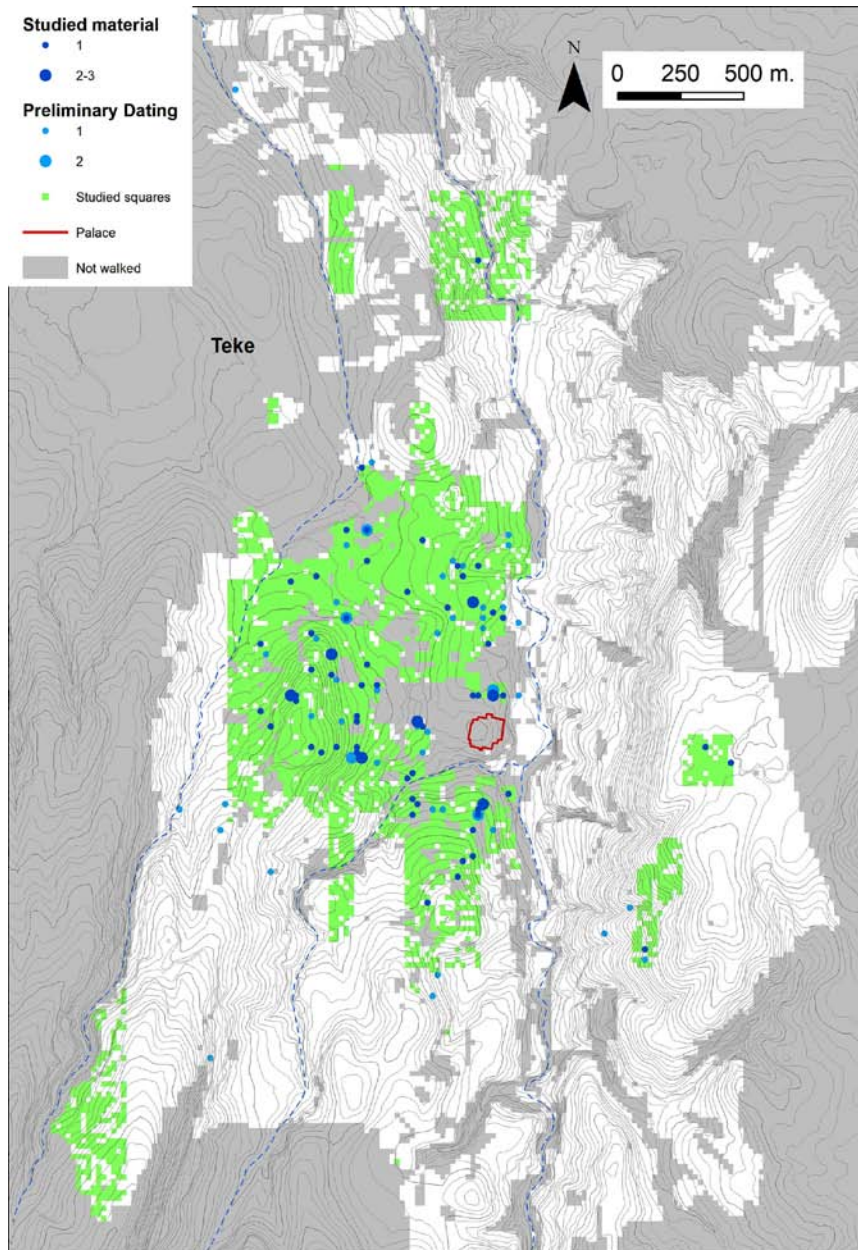 Studied material
1
2-3
Preliminary Dating
1
2
Studied squares
Palace
Not walked
N
0 250 500 m.
Teke